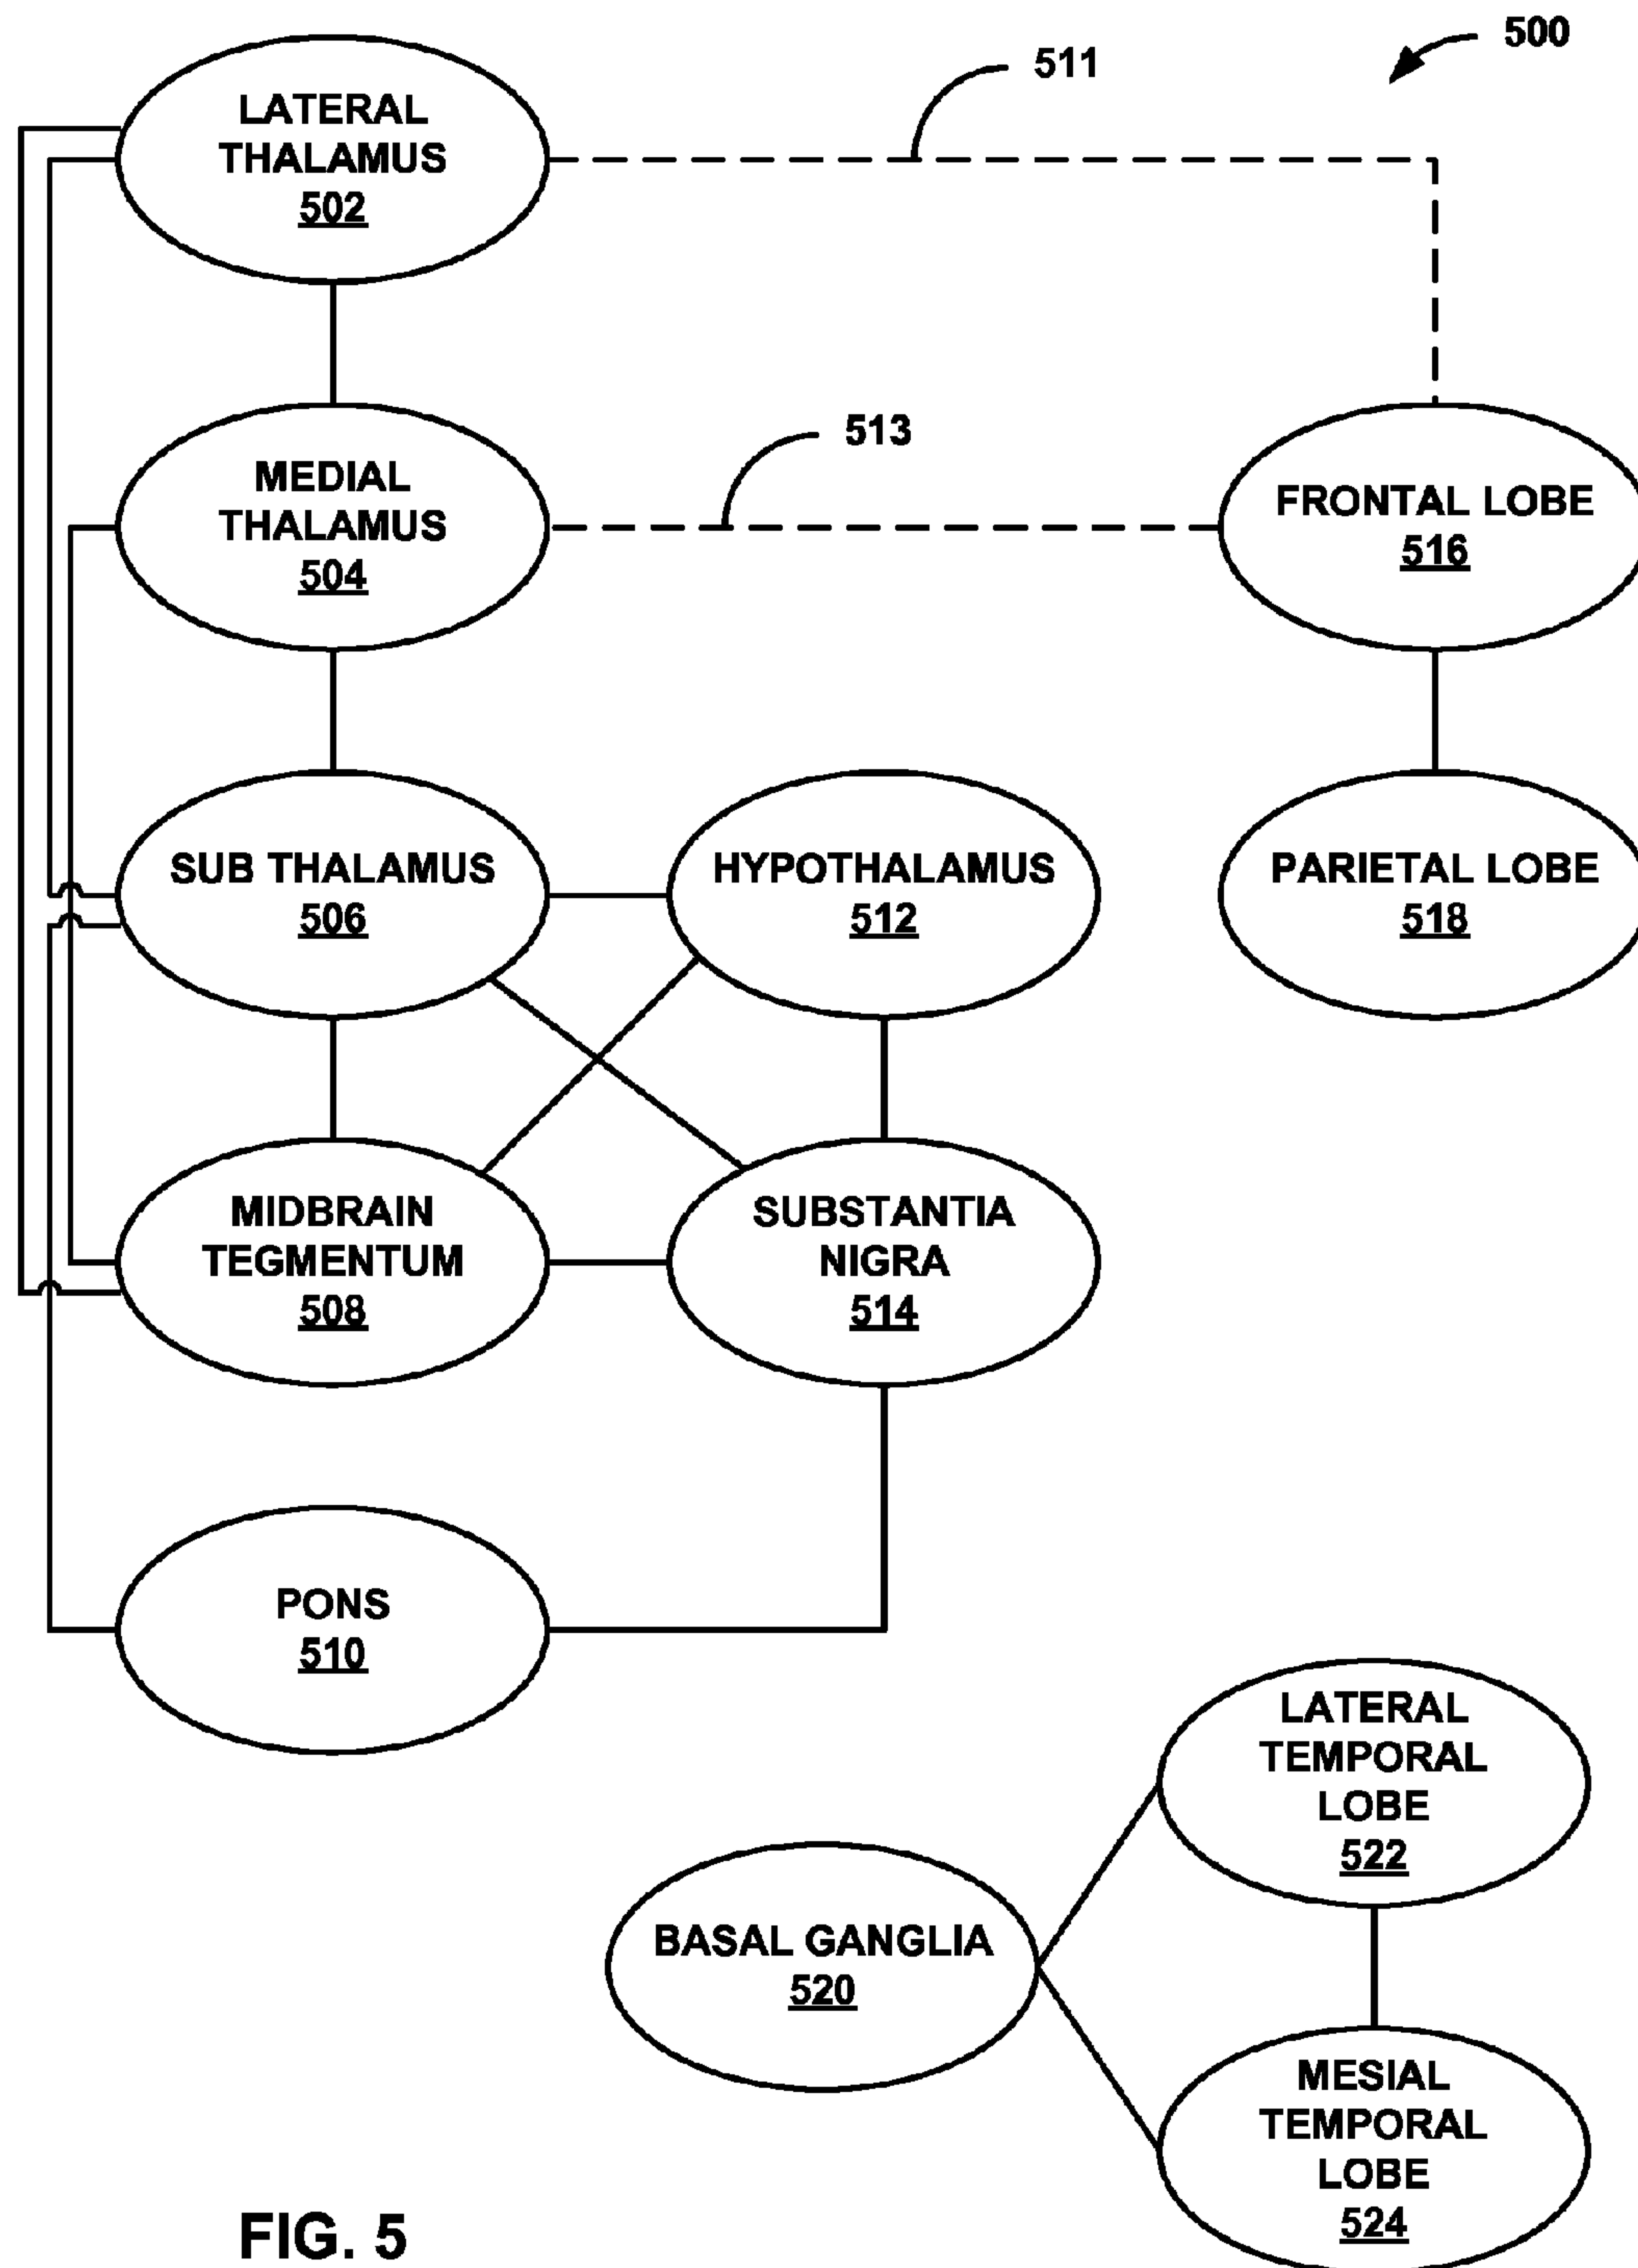 500
511
LATERAL
THALAMUS
502
513
MEDIAL
THALAMUS
504
FRONTAL LOBE
516
SUB THALAMUS
506
HYPOTHALAMUS
512
PARIETAL LOBE
518
MIDBRAIN
TEGMENTUM
508
SUBSTANTIA
NIGRA
514
PONS
510
LATERAL
TEMPORAL
LOBE
522
BASAL GANGLIA
520
MESIAL
TEMPORAL
LOBE
524
FIG. 5